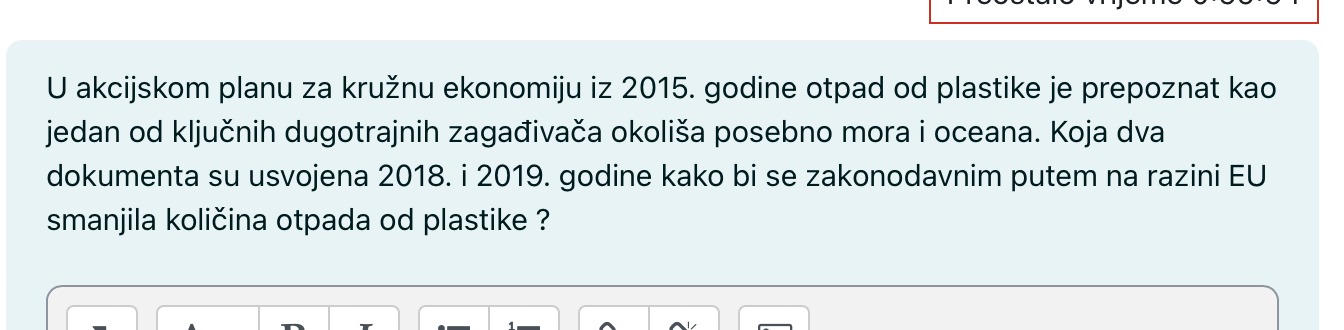 U akcijskom planu za kružnu ekonomiju iz 2015. godine otpad od plastike je prepoznat kao
jedan od ključnih dugotrajnih zagađivača okoliša posebno mora i oceana. Koja dva
dokumenta su usvojena 2018. i 2019. godine kako bi se zakonodavnim putem na razini EU
smanjila količina otpada od plastike ?